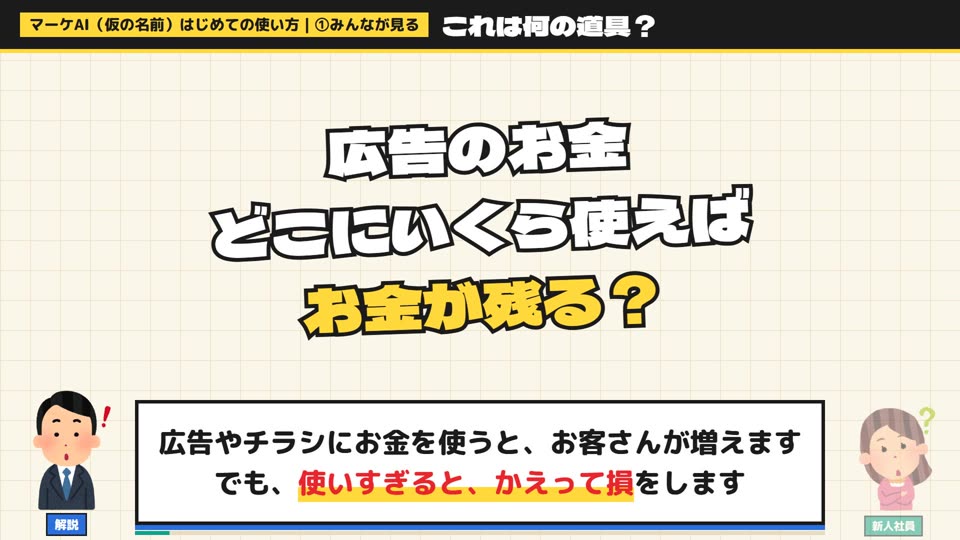 マーケAI（仮の名前）はじめての使い方 | ①みんなが見る
これは何の道具？
広告のお金
どこにいくら使えば
お金が残る？
!
?
広告やチラシにお金を使うと、お客さんが増えます
でも、使いすぎると、かえって損をします
解説
新人社員